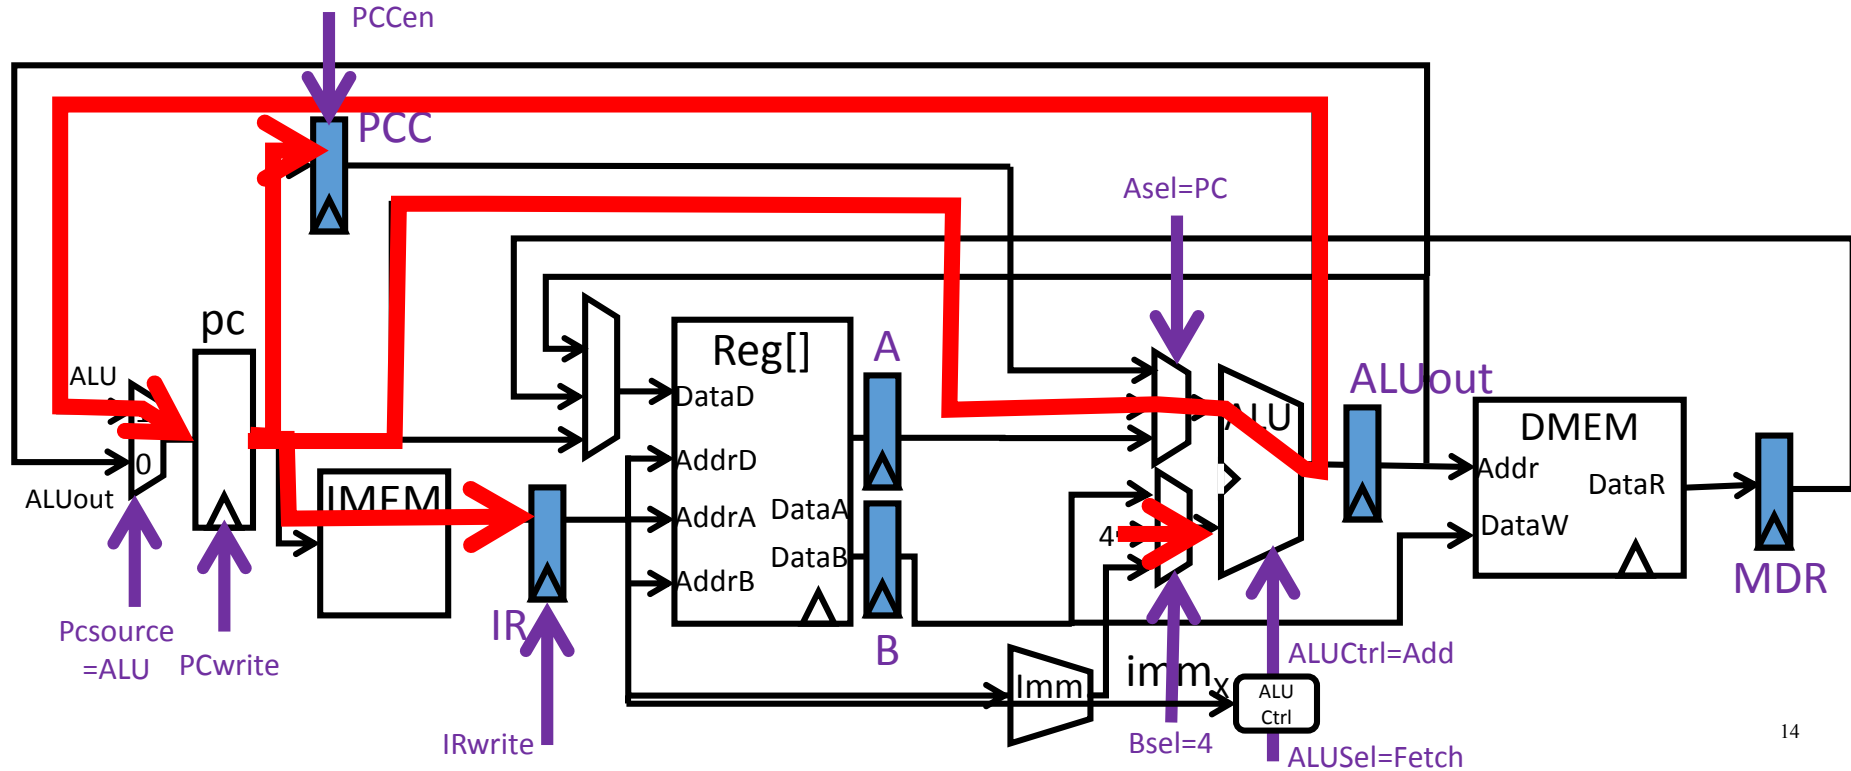 PCCen
PCC
Asel=PC
pc
Reg[]
A
ALU
ALUout
ALU
DataD
DMEM
0
AddrD
Addr
DataR
ALUout
IMEM
AddrA
DataA
4
DataW
DataB
AddrB
MDR
IR
B
Pcsource
=ALU
PCwrite
Imm
imm
x
ALUCtrl=Add
ALU
Ctrl
IRwrite
Bsel=4
ALUSel=Fetch
14